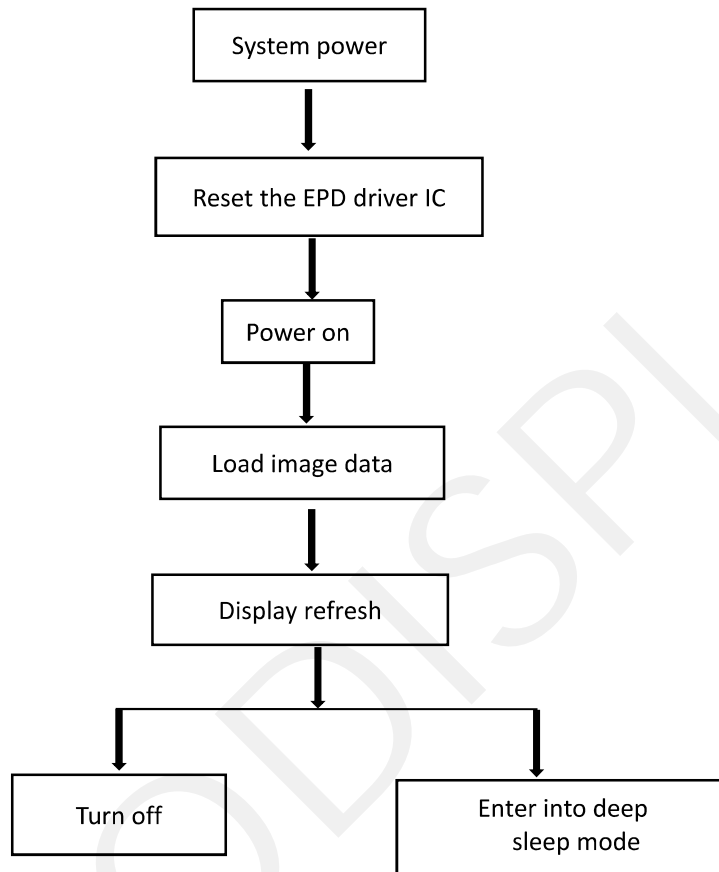 System power
Reset the EPD driver IC
Power on
Load image data
Display refresh
Turn off
Enter into deep
sleep mode
ODISPL